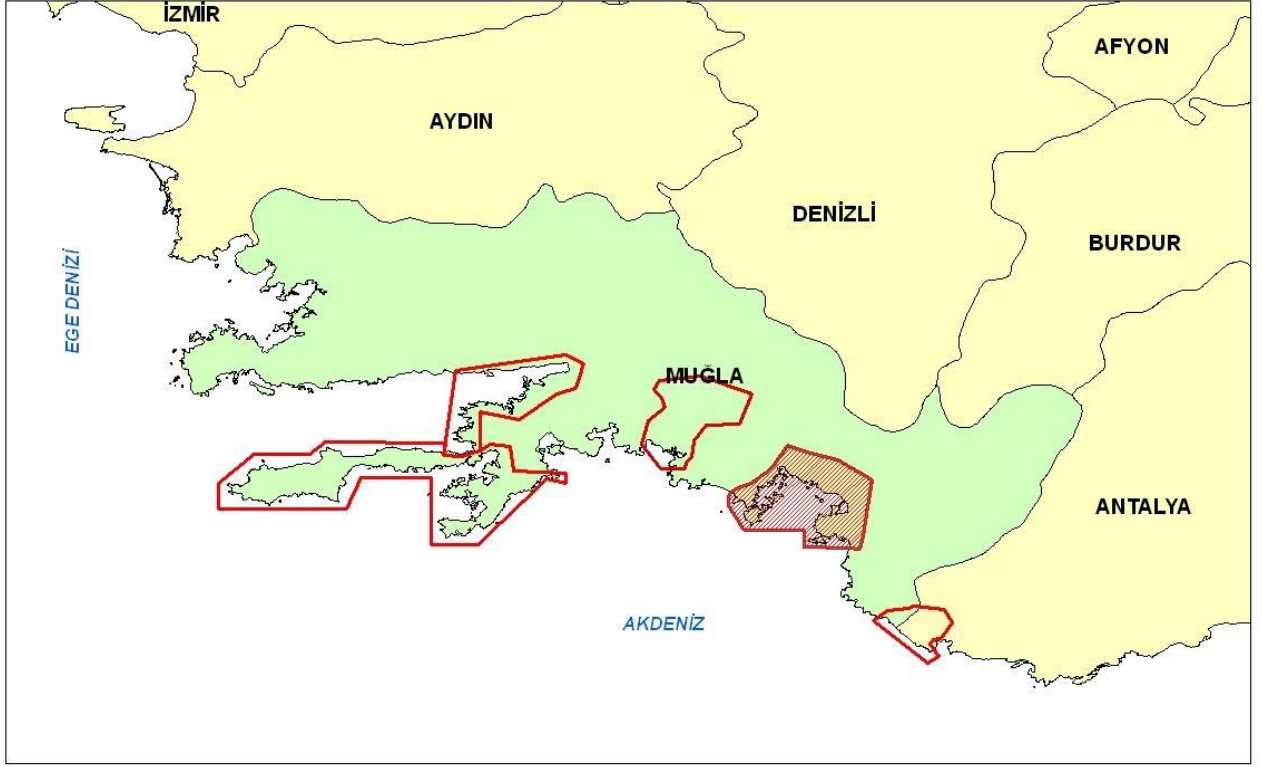 İZMİR
AFYON
AYDIN
DENİZLİ
BURDUR
EGE DENİZİ
MUĞLA
ANTALYA
AKDENİZ